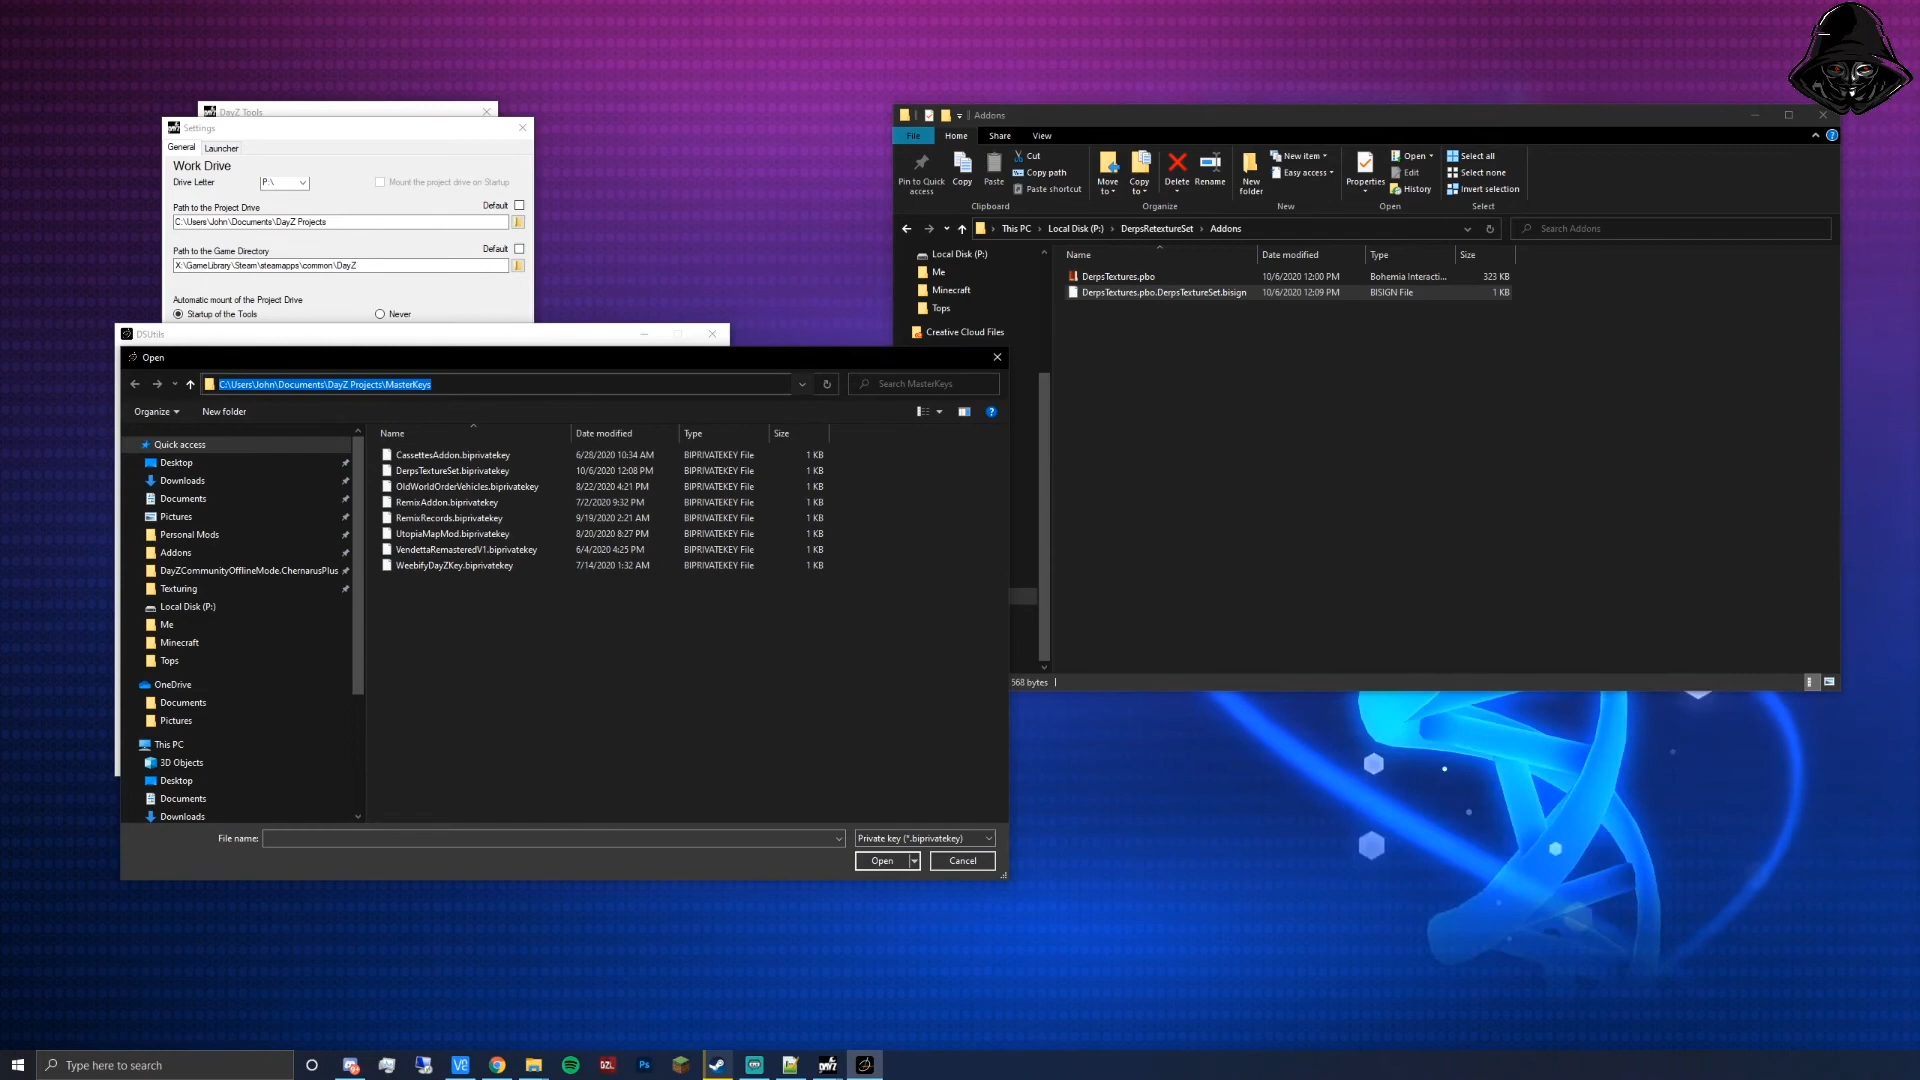 DayZ Tools
Settings
General Launcher
Work Drive
Drive Letter P:\ Mount the project drive on Startup
Path to the Project Drive Default
C:\Users\John\Documents\DayZ Projects
Path to the Game Directory Default
X:\GameLibrary\Steam\steamapps\common\DayZ
Automatic mount of the Project Drive
Startup of the Tools Never
DSUtils
Open
C:\Users\John\Documents\DayZ Projects\MasterKeys Search MasterKeys
Organize New folder
Quick access
Desktop
Downloads
Documents
Pictures
Personal Mods
Addons
DayZCommunityOfflineMode.ChernarusPlus
Texturing
Local Disk (P:)
Me
Minecraft
Tops
OneDrive
Documents
Pictures
This PC
3D Objects
Desktop
Documents
Downloads
Name Date modified Type Size
CassettesAddon.biprivatekey 6/28/2020 10:34 AM BIPRIVATEKEY File 1 KB
DerpsTextureSet.biprivatekey 10/6/2020 12:08 PM BIPRIVATEKEY File 1 KB
OldWorldOrderVehicles.biprivatekey 8/22/2020 4:21 PM BIPRIVATEKEY File 1 KB
RemixAddon.biprivatekey 7/2/2020 9:32 PM BIPRIVATEKEY File 1 KB
RemixRecords.biprivatekey 9/19/2020 2:21 AM BIPRIVATEKEY File 1 KB
UtopiaMapMod.biprivatekey 8/20/2020 8:27 PM BIPRIVATEKEY File 1 KB
VendettaRemasteredV1.biprivatekey 6/4/2020 4:25 PM BIPRIVATEKEY File 1 KB
WeebifyDayZKey.biprivatekey 7/14/2020 1:32 AM BIPRIVATEKEY File 1 KB
File name: Private key (*.biprivatekey)
Open Cancel
Addons
File Home Share View
Pin to Quick access
Copy
Paste
Cut
Copy path
Paste shortcut
Clipboard
Move to
Copy to
Delete
Rename
Organize
New folder
New item
Easy access
New
Properties
Open
Edit
History
Open
Select all
Select none
Invert selection
Select
This PC Local Disk (P:) DerpsRetextureSet Addons Search Addons
Local Disk (P:)
Me
Minecraft
Tops
Creative Cloud Files
Name Date modified Type Size
DerpsTextures.pbo 10/6/2020 12:00 PM Bohemia Interacti... 323 KB
DerpsTextures.pbo.DerpsTextureSet.bisign 10/6/2020 12:09 PM BISIGN File 1 KB
568 bytes
Type here to search
DZL
Ps